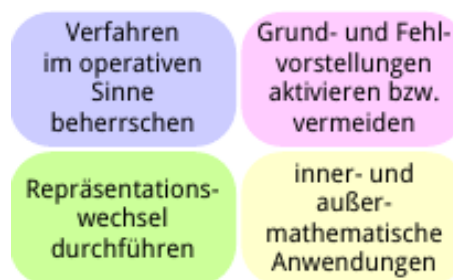 Verfahren
im operativen
Sinne
beherrschen
Grund- und Fehl-
vorstellungen
aktivieren bzw.
vermeiden
Repräsentations-
wechsel
durchführen
inner- und
außer-
mathematische
Anwendungen